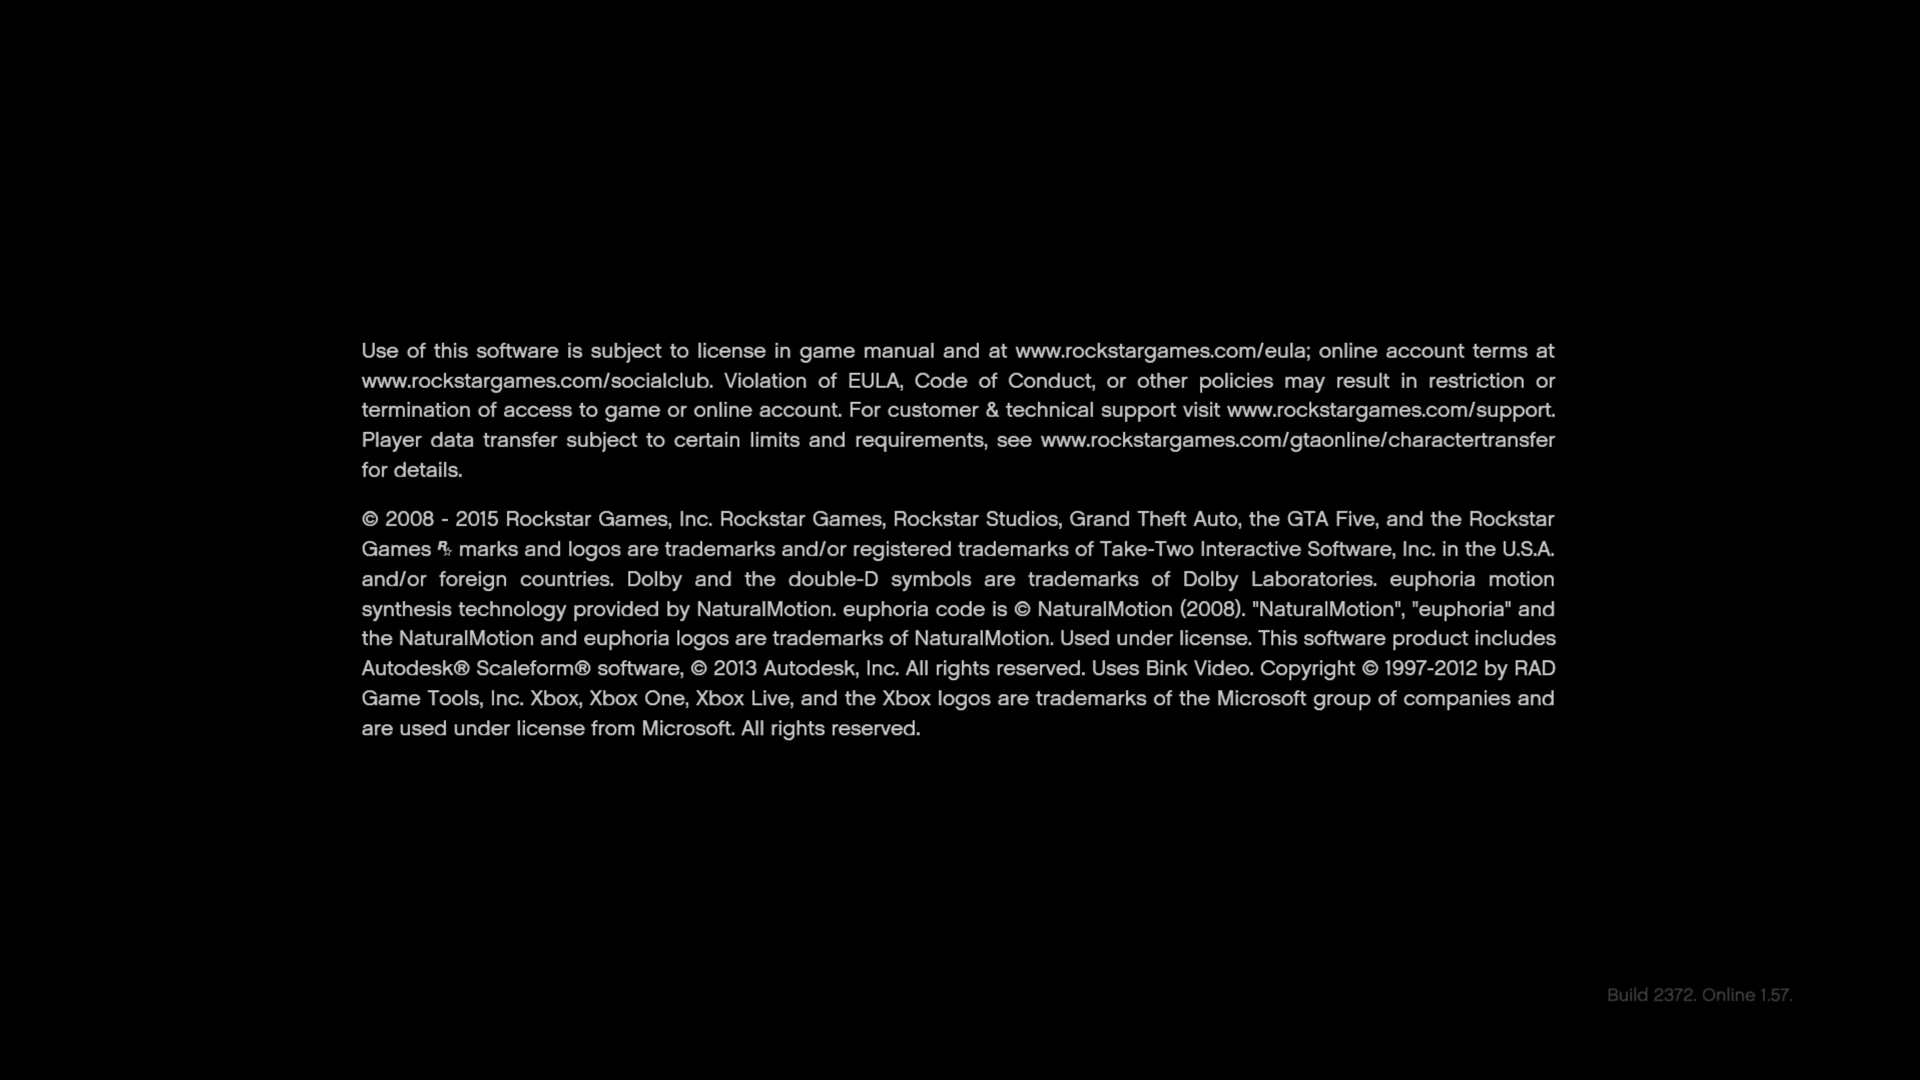 Use of this software is subject to license in game manual and at www.rockstargames.com/eula; online account terms at
www.rockstargames.com/socialclub. Violation of EULA, Code of Conduct, or other policies may result in restriction or
termination of access to game or online account. For customer & technical support visit www.rockstargames.com/support.
Player data transfer subject to certain limits and requirements, see www.rockstargames.com/gtaonline/charactertransfer
for details.
© 2008 - 2015 Rockstar Games, Inc. Rockstar Games, Rockstar Studios, Grand Theft Auto, the GTA Five, and the Rockstar
Games R* marks and logos are trademarks and/or registered trademarks of Take-Two Interactive Software, Inc. in the U.S.A.
and/or foreign countries. Dolby and the double-D symbols are trademarks of Dolby Laboratories. euphoria motion
synthesis technology provided by NaturalMotion. euphoria code is © NaturalMotion (2008). "NaturalMotion", "euphoria" and
the NaturalMotion and euphoria logos are trademarks of NaturalMotion. Used under license. This software product includes
Autodesk® Scaleform® software, © 2013 Autodesk, Inc. All rights reserved. Uses Bink Video. Copyright © 1997-2012 by RAD
Game Tools, Inc. Xbox, Xbox One, Xbox Live, and the Xbox logos are trademarks of the Microsoft group of companies and
are used under license from Microsoft. All rights reserved.
Build 2372. Online 1.57.